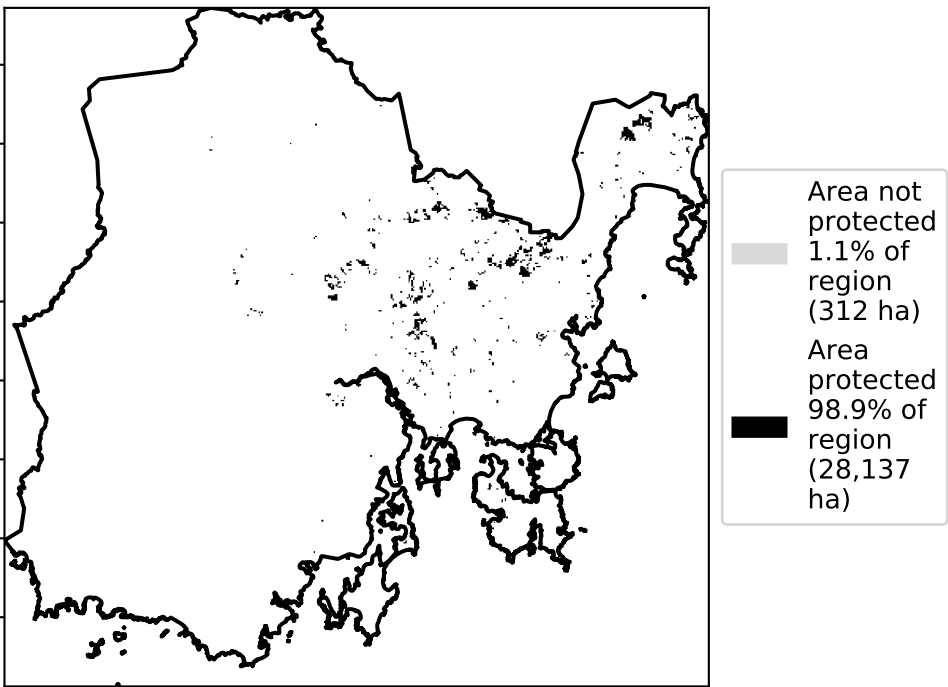 Area not
protected
1.1% of
region
(312 ha)
Area
protected
98.9% of
region
(28,137
ha)